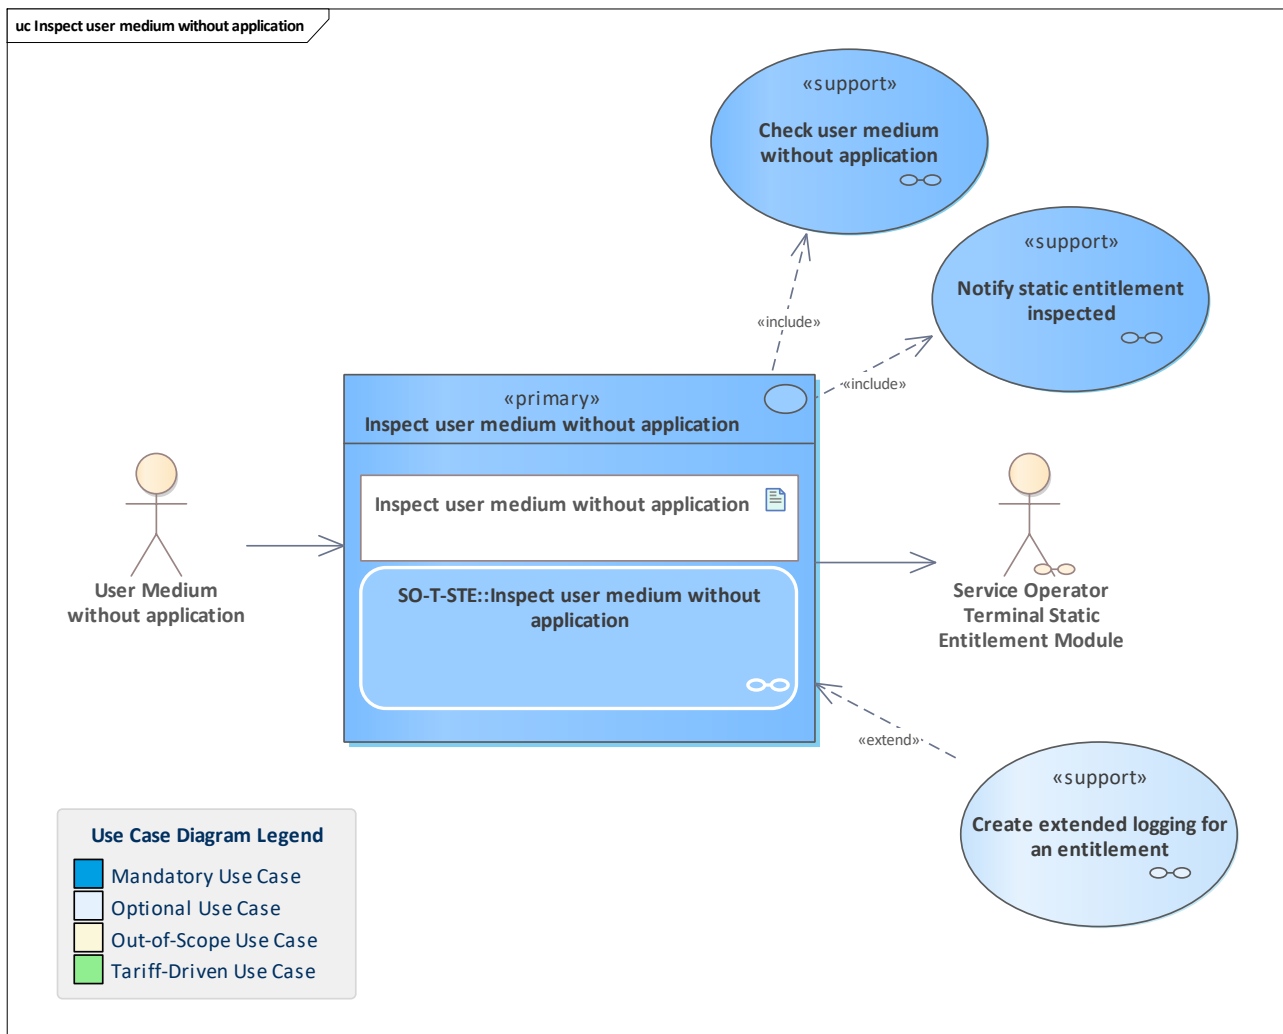 uc Inspect user medium without application
«support»
Check user medium
without application
«support»
Notify static entitlement
inspected
«include»
«include»
«primary»
Inspect user medium without application
Inspect user medium without application
SO-T-STE::Inspect user medium without
application
User Medium
without application
Service Operator
Terminal Static
Entitlement Module
«extend»
«support»
Create extended logging for
an entitlement
Use Case Diagram Legend
Mandatory Use Case
Optional Use Case
Out-of-Scope Use Case
Tariff-Driven Use Case